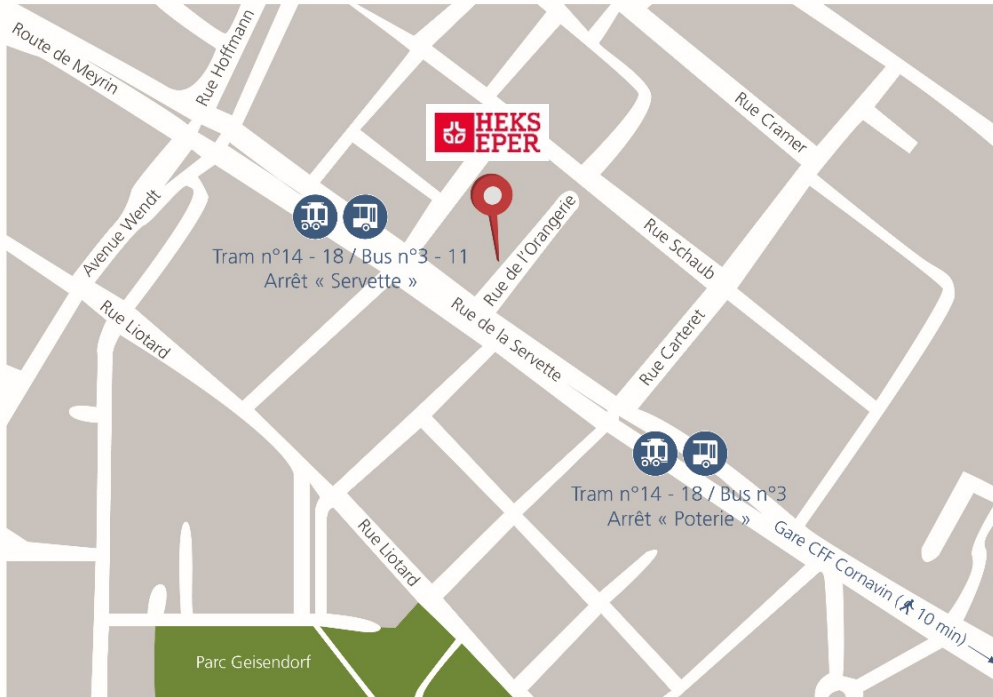 Route de Meyrin
Rue Hoffmann
HEKS
EPER
Rue Cramer
Avenue Wendt
Tram n°14 - 18 / Bus n°3 - 11
Arrêt « Servette »
Rue de l'Orangerie
Rue Schaub
Rue Liotard
Rue de la Servette
Rue Carteret
Tram n°14 - 18 / Bus n°3
Arrêt « Poterie »
Rue Liotard
Gare CFF Cornavin (10 min)
Parc Geisendorf